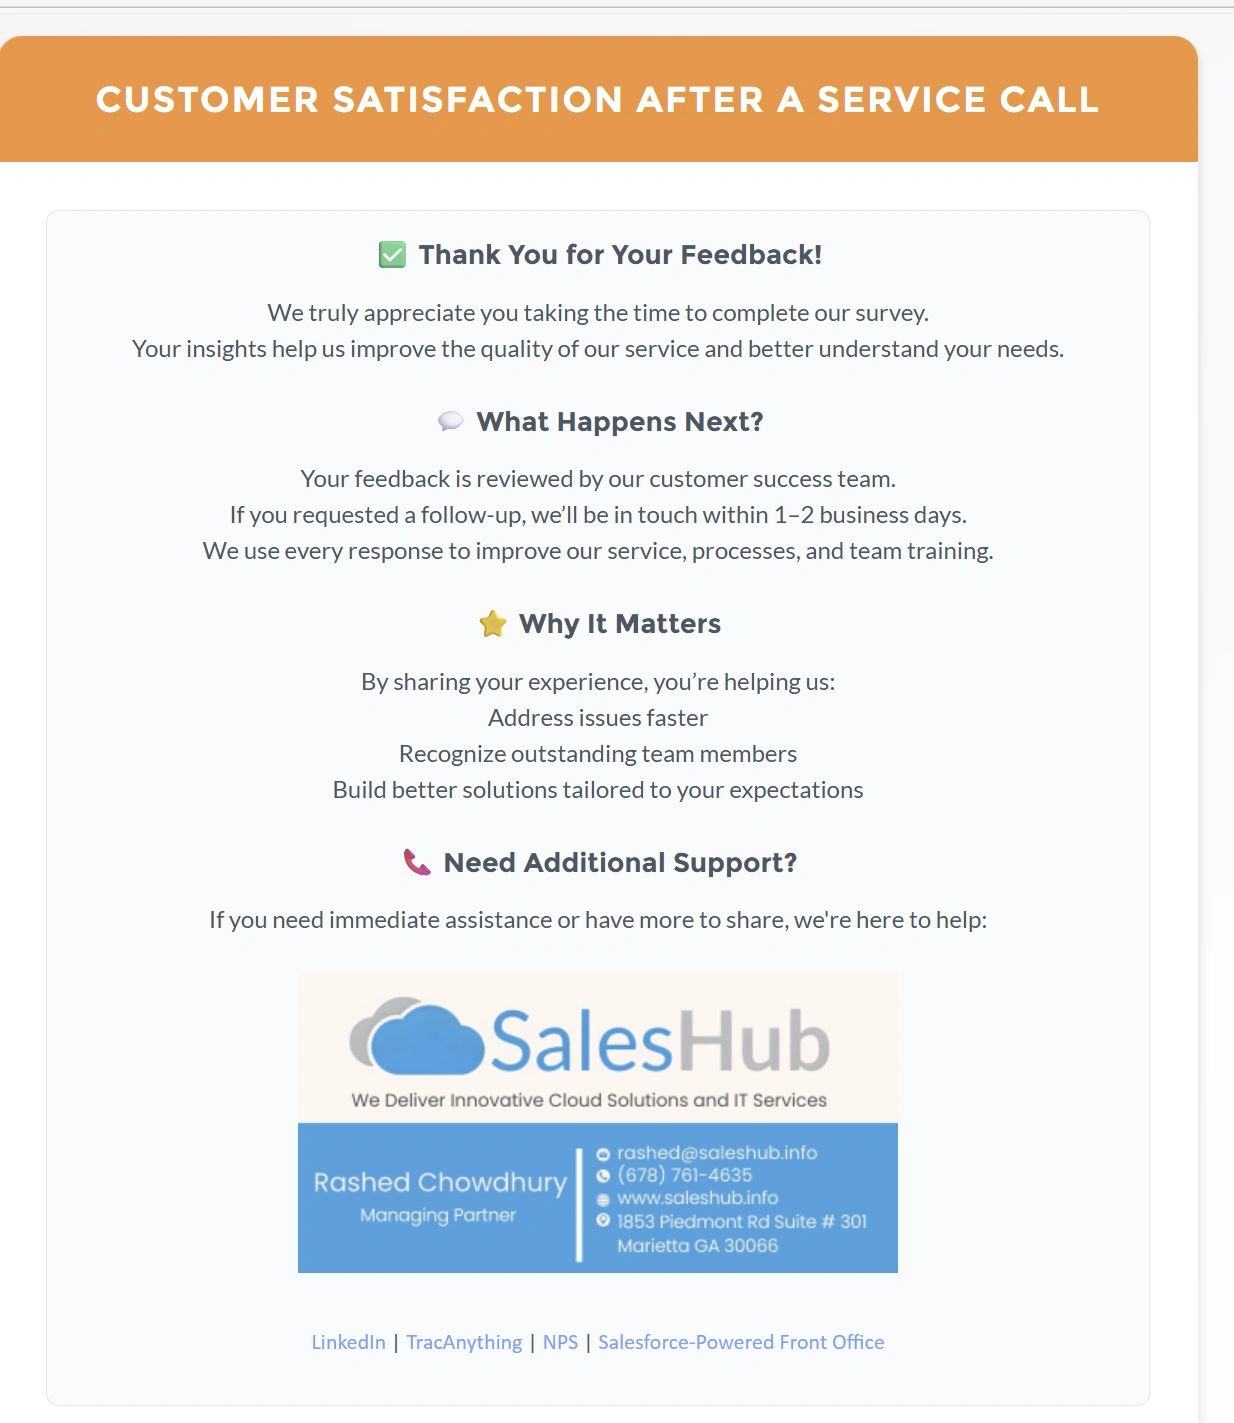 CUSTOMER SATISFACTION AFTER A SERVICE CALL
✅ Thank You for Your Feedback!
We truly appreciate you taking the time to complete our survey.
Your insights help us improve the quality of our service and better understand your needs.
💬 What Happens Next?
Your feedback is reviewed by our customer success team.
If you requested a follow-up, we’ll be in touch within 1–2 business days.
We use every response to improve our service, processes, and team training.
⭐ Why It Matters
By sharing your experience, you’re helping us:
Address issues faster
Recognize outstanding team members
Build better solutions tailored to your expectations
📞 Need Additional Support?
If you need immediate assistance or have more to share, we're here to help:
SalesHub
We Deliver Innovative Cloud Solutions and IT Services
Rashed Chowdhury
Managing Partner
rashed@saleshub.info
(678) 761-4635
www.saleshub.info
1853 Piedmont Rd Suite # 301
Marietta GA 30066
LinkedIn | TracAnything | NPS | Salesforce-Powered Front Office